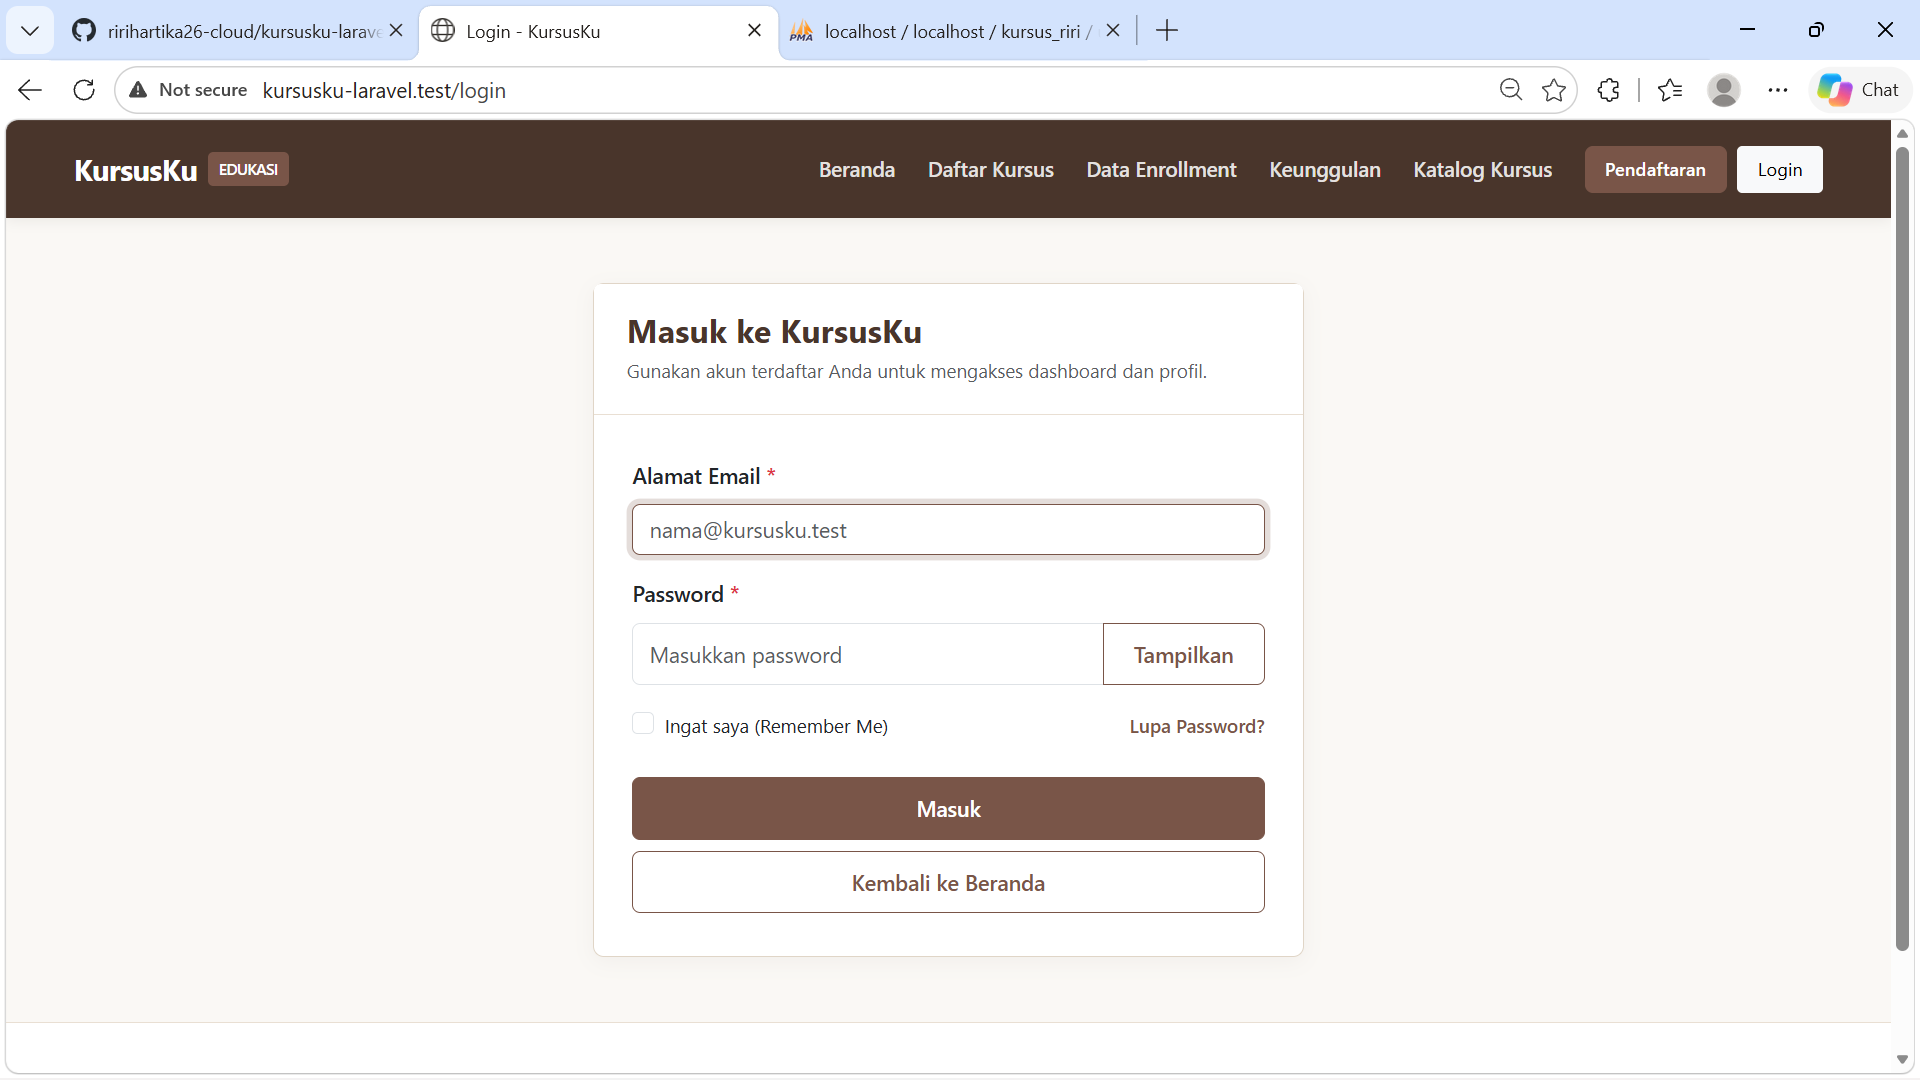 ririhartika26-cloud/kursusku-larave
Login - KursusKu
PMA
localhost / localhost / kursus_riri /
Not secure
kursusku-laravel.test/login
Chat
KursusKu
EDUKASI
Beranda
Daftar Kursus
Data Enrollment
Keunggulan
Katalog Kursus
Pendaftaran
Login
Masuk ke KursusKu
Gunakan akun terdaftar Anda untuk mengakses dashboard dan profil.
Alamat Email *
nama@kursusku.test
Password *
Masukkan password
Tampilkan
Ingat saya (Remember Me)
Lupa Password?
Masuk
Kembali ke Beranda